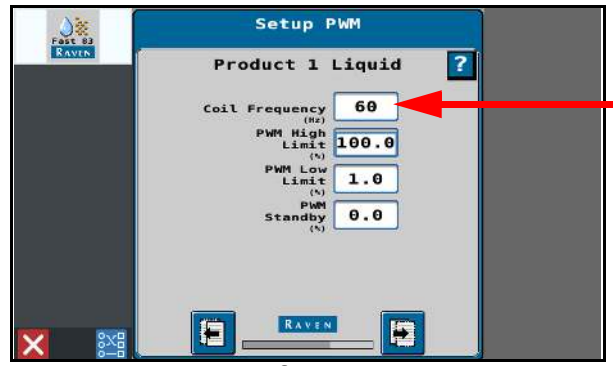 Setup PWM
Fast 83
RAVEN
Product 1 Liquid
?
Coil Frequency
(Hz)
60
PWM High
Limit
(%)
100.0
PWM Low
Limit
(%)
1.0
PWM
Standby
(%)
0.0
RAVEN